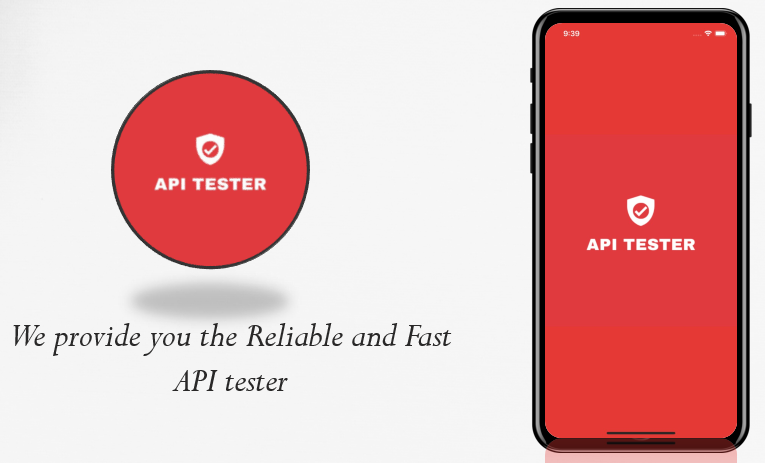 API TESTER
We provide you the Reliable and Fast
API tester
9:39
API TESTER